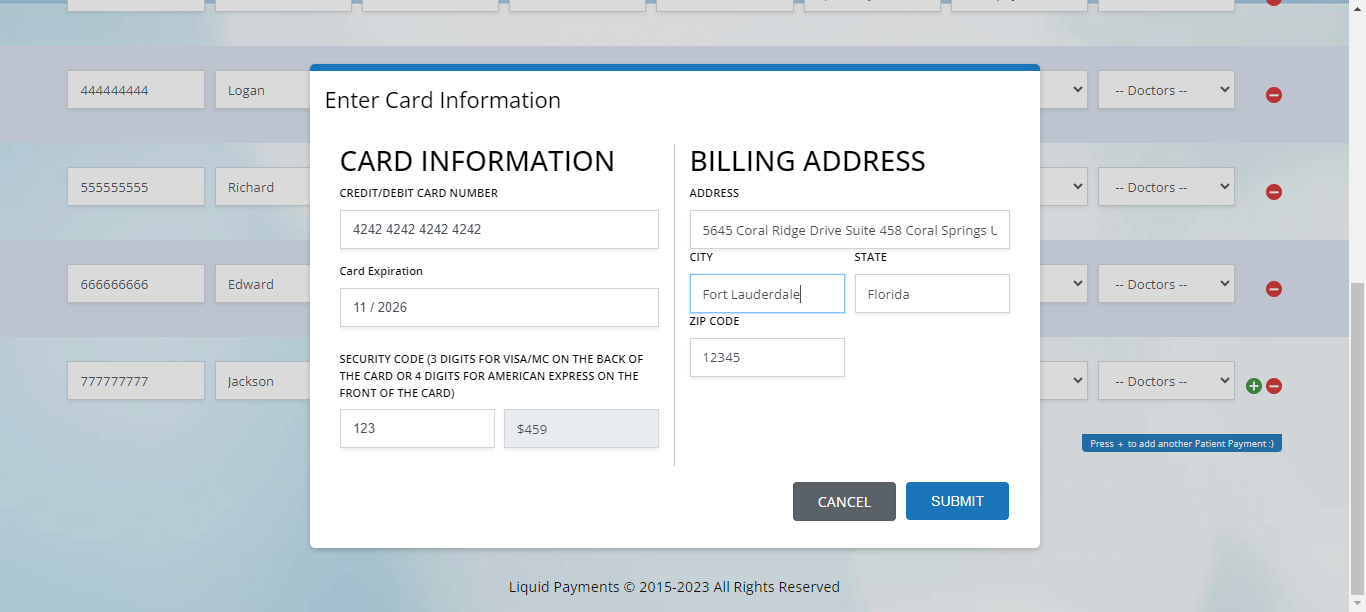 444444444 Logan -- Doctors --
Enter Card Information
CARD INFORMATION
CREDIT/DEBIT CARD NUMBER
4242 4242 4242 4242
Card Expiration
11 / 2026
SECURITY CODE (3 DIGITS FOR VISA/MC ON THE BACK OF
THE CARD OR 4 DIGITS FOR AMERICAN EXPRESS ON THE
FRONT OF THE CARD)
123 $459
BILLING ADDRESS
ADDRESS
5645 Coral Ridge Drive Suite 458 Coral Springs
CITY STATE
Fort Lauderdale Florida
ZIP CODE
12345
CANCEL SUBMIT
555555555 Richard -- Doctors --
666666666 Edward -- Doctors --
777777777 Jackson -- Doctors --
Press + to add another Patient Payment :)
Liquid Payments © 2015-2023 All Rights Reserved